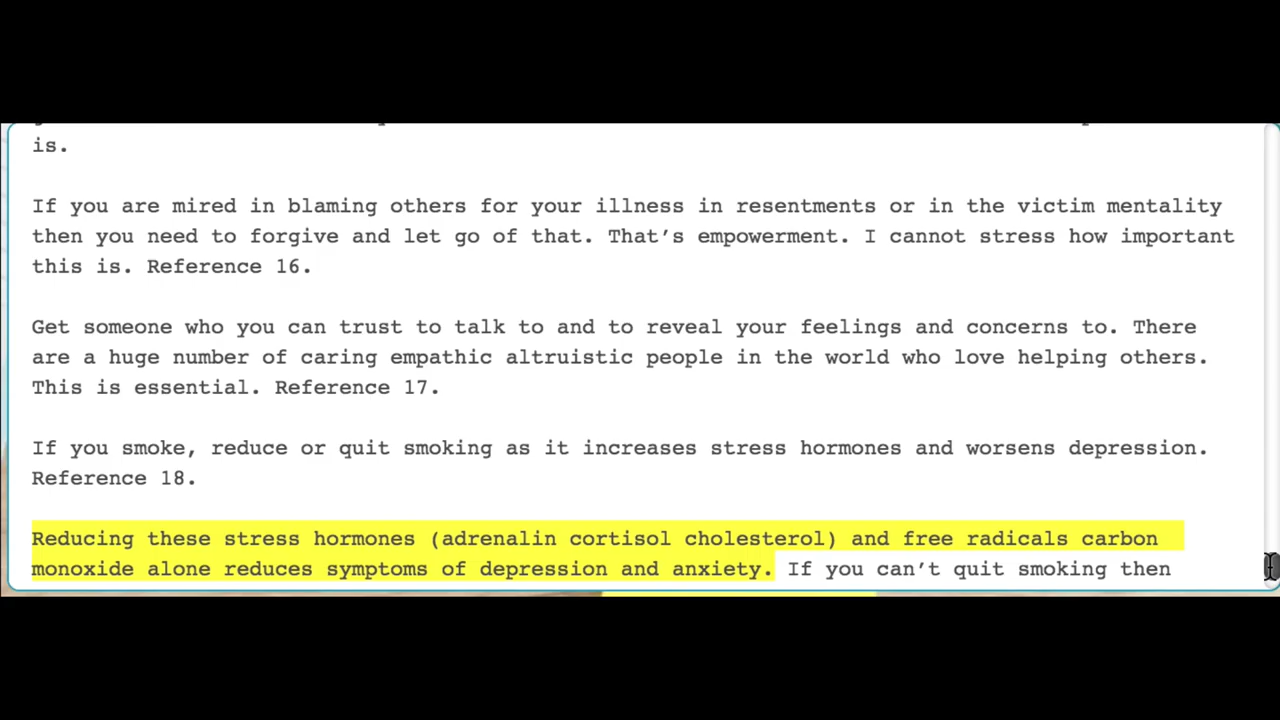 is.
If you are mired in blaming others for your illness in resentments or in the victim mentality
then you need to forgive and let go of that. That’s empowerment. I cannot stress how important
this is. Reference 16.
Get someone who you can trust to talk to and to reveal your feelings and concerns to. There
are a huge number of caring empathic altruistic people in the world who love helping others.
This is essential. Reference 17.
If you smoke, reduce or quit smoking as it increases stress hormones and worsens depression.
Reference 18.
Reducing these stress hormones (adrenalin cortisol cholesterol) and free radicals carbon
monoxide alone reduces symptoms of depression and anxiety. If you can’t quit smoking then